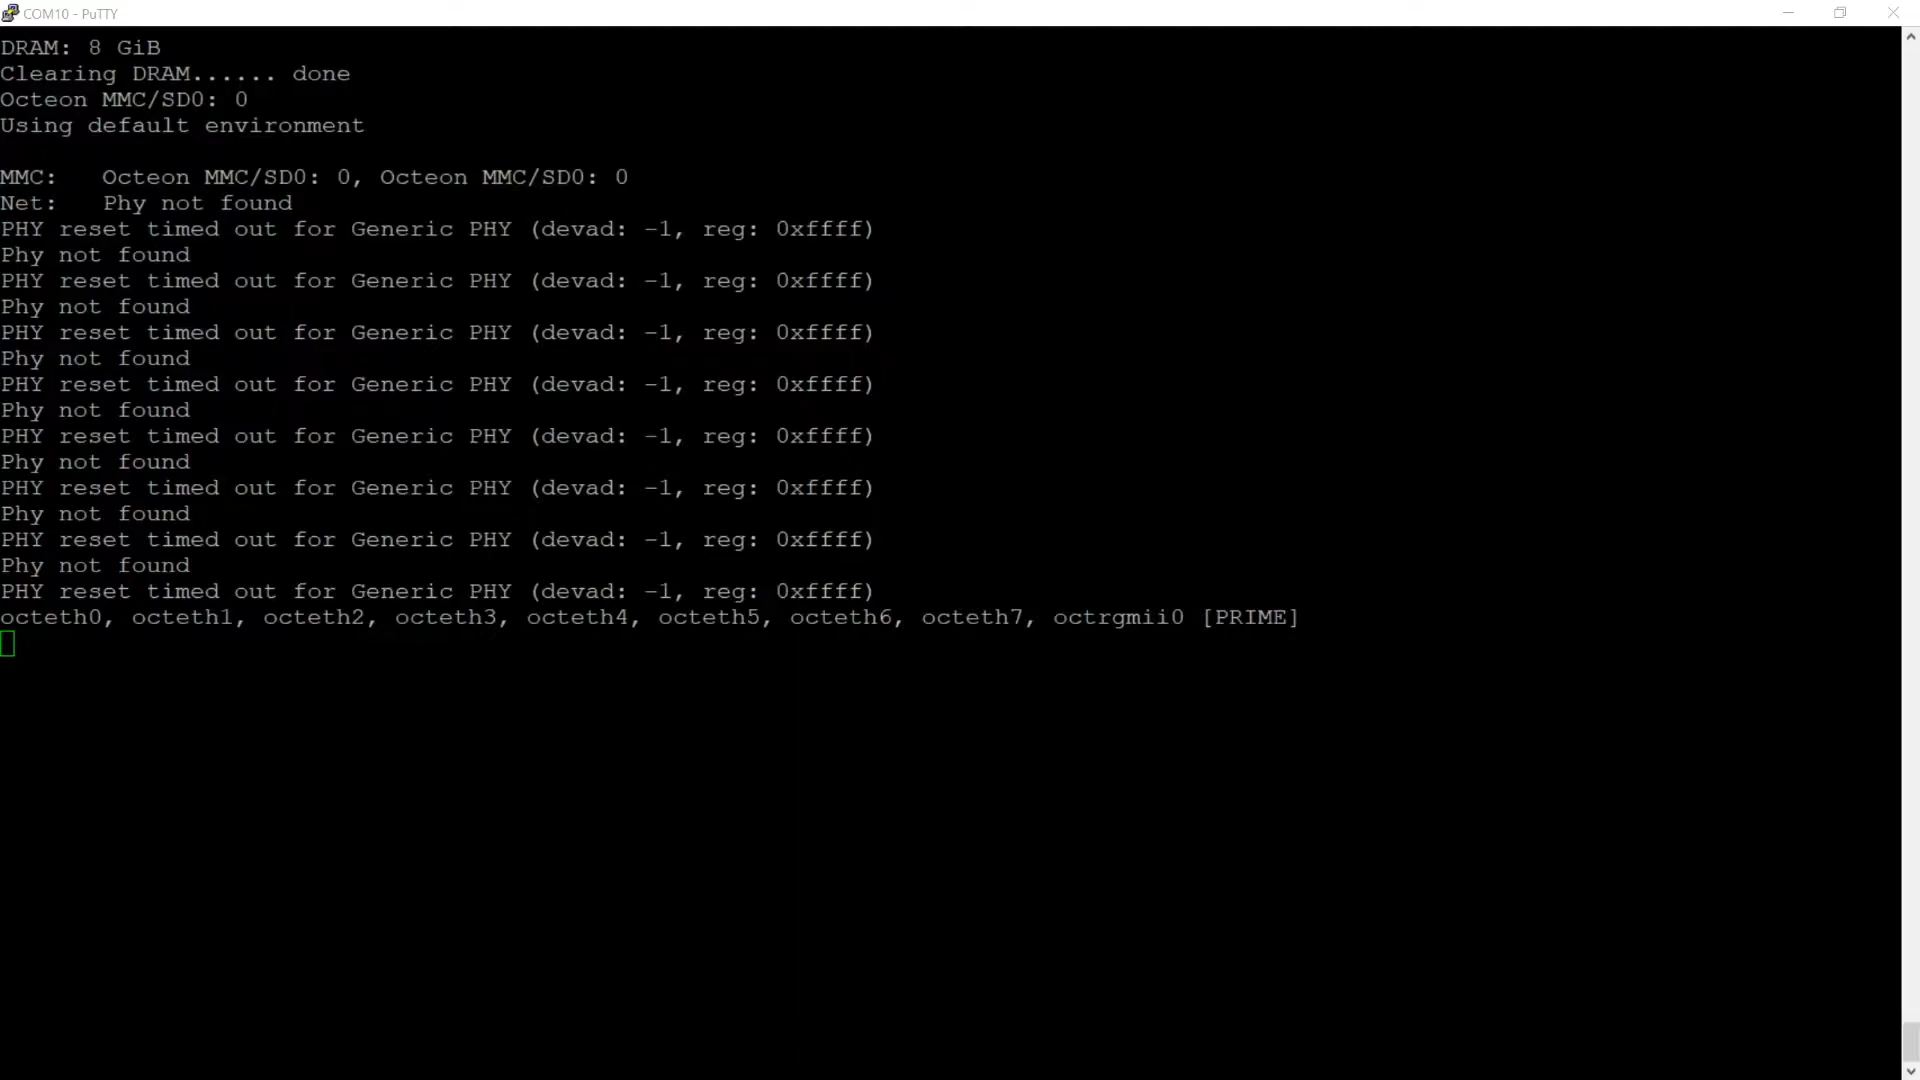 COM10 - PuTTY
DRAM: 8 GiB
Clearing DRAM...... done
Octeon MMC/SD0: 0
Using default environment
MMC:   Octeon MMC/SD0: 0, Octeon MMC/SD0: 0
Net:   Phy not found
PHY reset timed out for Generic PHY (devad: -1, reg: 0xffff)
Phy not found
PHY reset timed out for Generic PHY (devad: -1, reg: 0xffff)
Phy not found
PHY reset timed out for Generic PHY (devad: -1, reg: 0xffff)
Phy not found
PHY reset timed out for Generic PHY (devad: -1, reg: 0xffff)
Phy not found
PHY reset timed out for Generic PHY (devad: -1, reg: 0xffff)
Phy not found
PHY reset timed out for Generic PHY (devad: -1, reg: 0xffff)
Phy not found
PHY reset timed out for Generic PHY (devad: -1, reg: 0xffff)
Phy not found
PHY reset timed out for Generic PHY (devad: -1, reg: 0xffff)
octeth0, octeth1, octeth2, octeth3, octeth4, octeth5, octeth6, octeth7, octrgmii0 [PRIME]